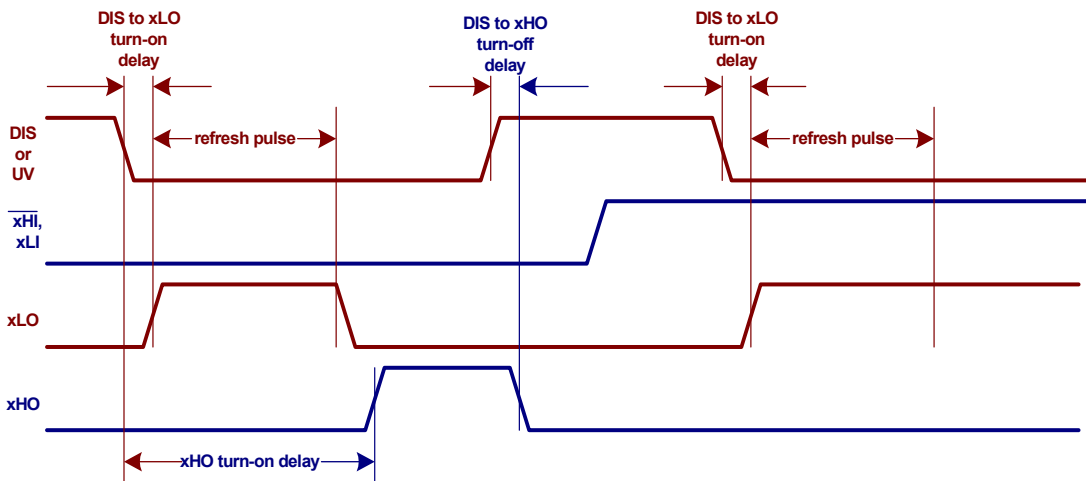 DIS to xLO
turn-on
delay
DIS to xHO
turn-off
delay
DIS to xLO
turn-on
delay
DIS
or
UV
refresh pulse
refresh pulse
xHI,
xLI
xLO
xHO
xHO turn-on delay